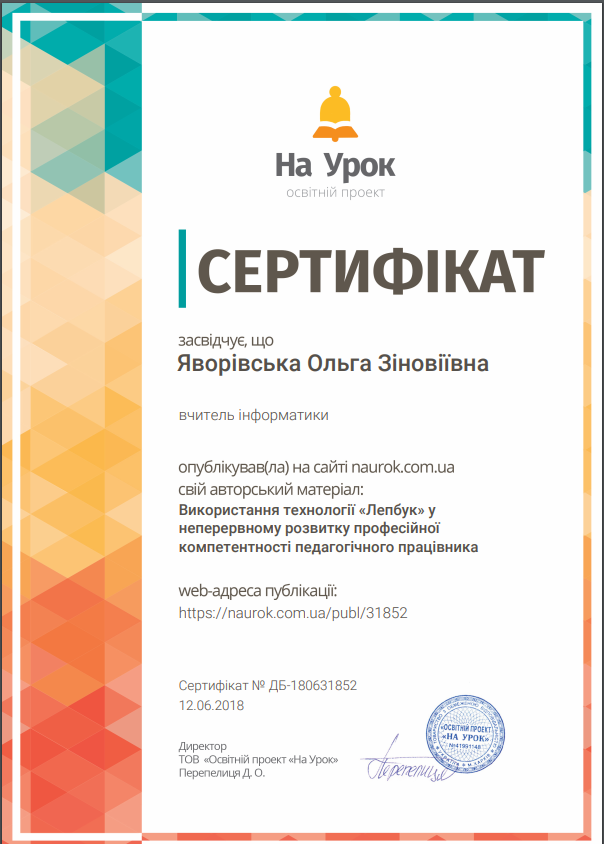 На Урок
освітній проект
СЕРТИФІКАТ
засвідчує, що
Яворівська Ольга Зіновіївна
вчитель інформатики
опублікував(ла) на сайті naurok.com.ua
свій авторський матеріал:
Використання технології «Лепбук» у
неперервному розвитку професійної
компетентності педагогічного працівника
web-адреса публікації:
https://naurok.com.ua/publ/31852
Сертифікат № ДБ-180631852
12.06.2018
Директор
ТОВ «Освітній проект «На Урок»
Перепелиця Д. О.
Перепелиця
«ОСВІТНІЙ ПРОЕКТ
«НА УРОК»